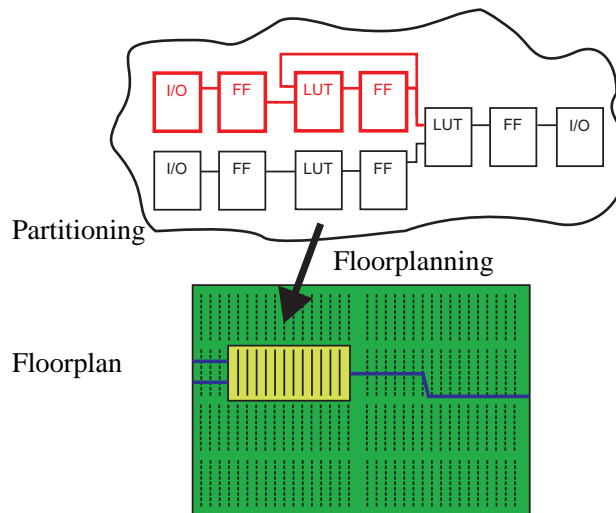 I/O FF LUT FF
LUT FF I/O
I/O FF LUT FF
Partitioning
Floorplanning
Floorplan